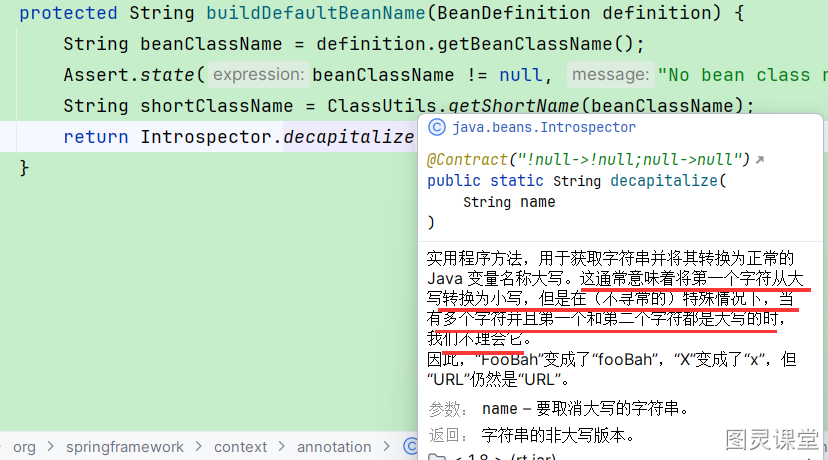 protected String buildDefaultBeanName(BeanDefinition definition) {
String beanClassName = definition.getBeanClassName();
Assert.state( expression: beanClassName != null, message: "No bean class n
String shortClassName = ClassUtils.getShortName(beanClassName);
return Introspector.decapitalize
}
java.beans.Introspector
@Contract("!null->!null;null->null")
public static String decapitalize(
String name
)
实用程序方法，用于获取字符串并将其转换为正常的
Java 变量名称大写。这通常意味着将第一个字符从大
写转换为小写，但是在（不寻常的）特殊情况下，当
有多个字符并且第一个和第二个字符都是大写的时，
我们不理会它。
因此，“FooBah”变成了“fooBah”，“X”变成了“x”，但
“URL”仍然是“URL”。
参数： name – 要取消大写的字符串。
返回： 字符串的非大写版本。
< 1.8 > (rt.jar)
org > springframework > context > annotation >
图灵课堂